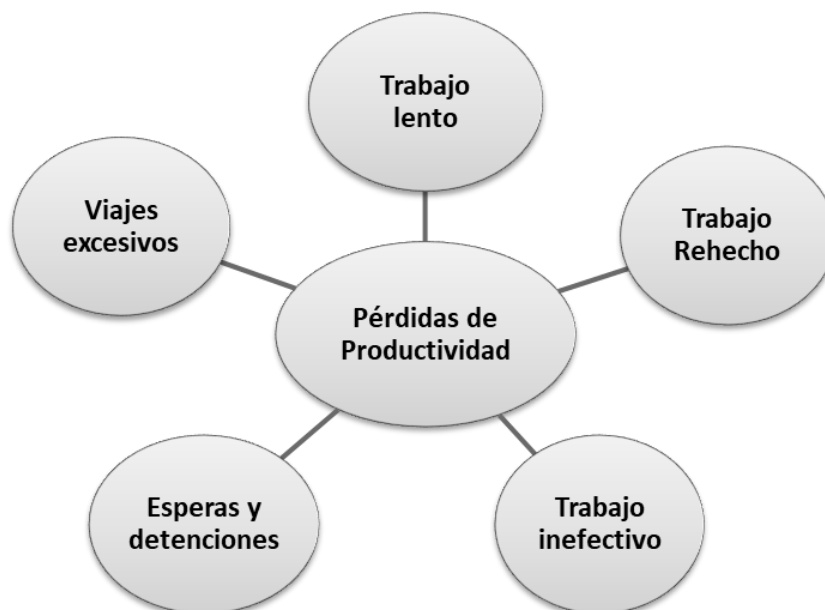 Trabajo
lento
Viajes
excesivos
Trabajo
Rehecho
Pérdidas de
Productividad
Esperas y
detenciones
Trabajo
inefectivo